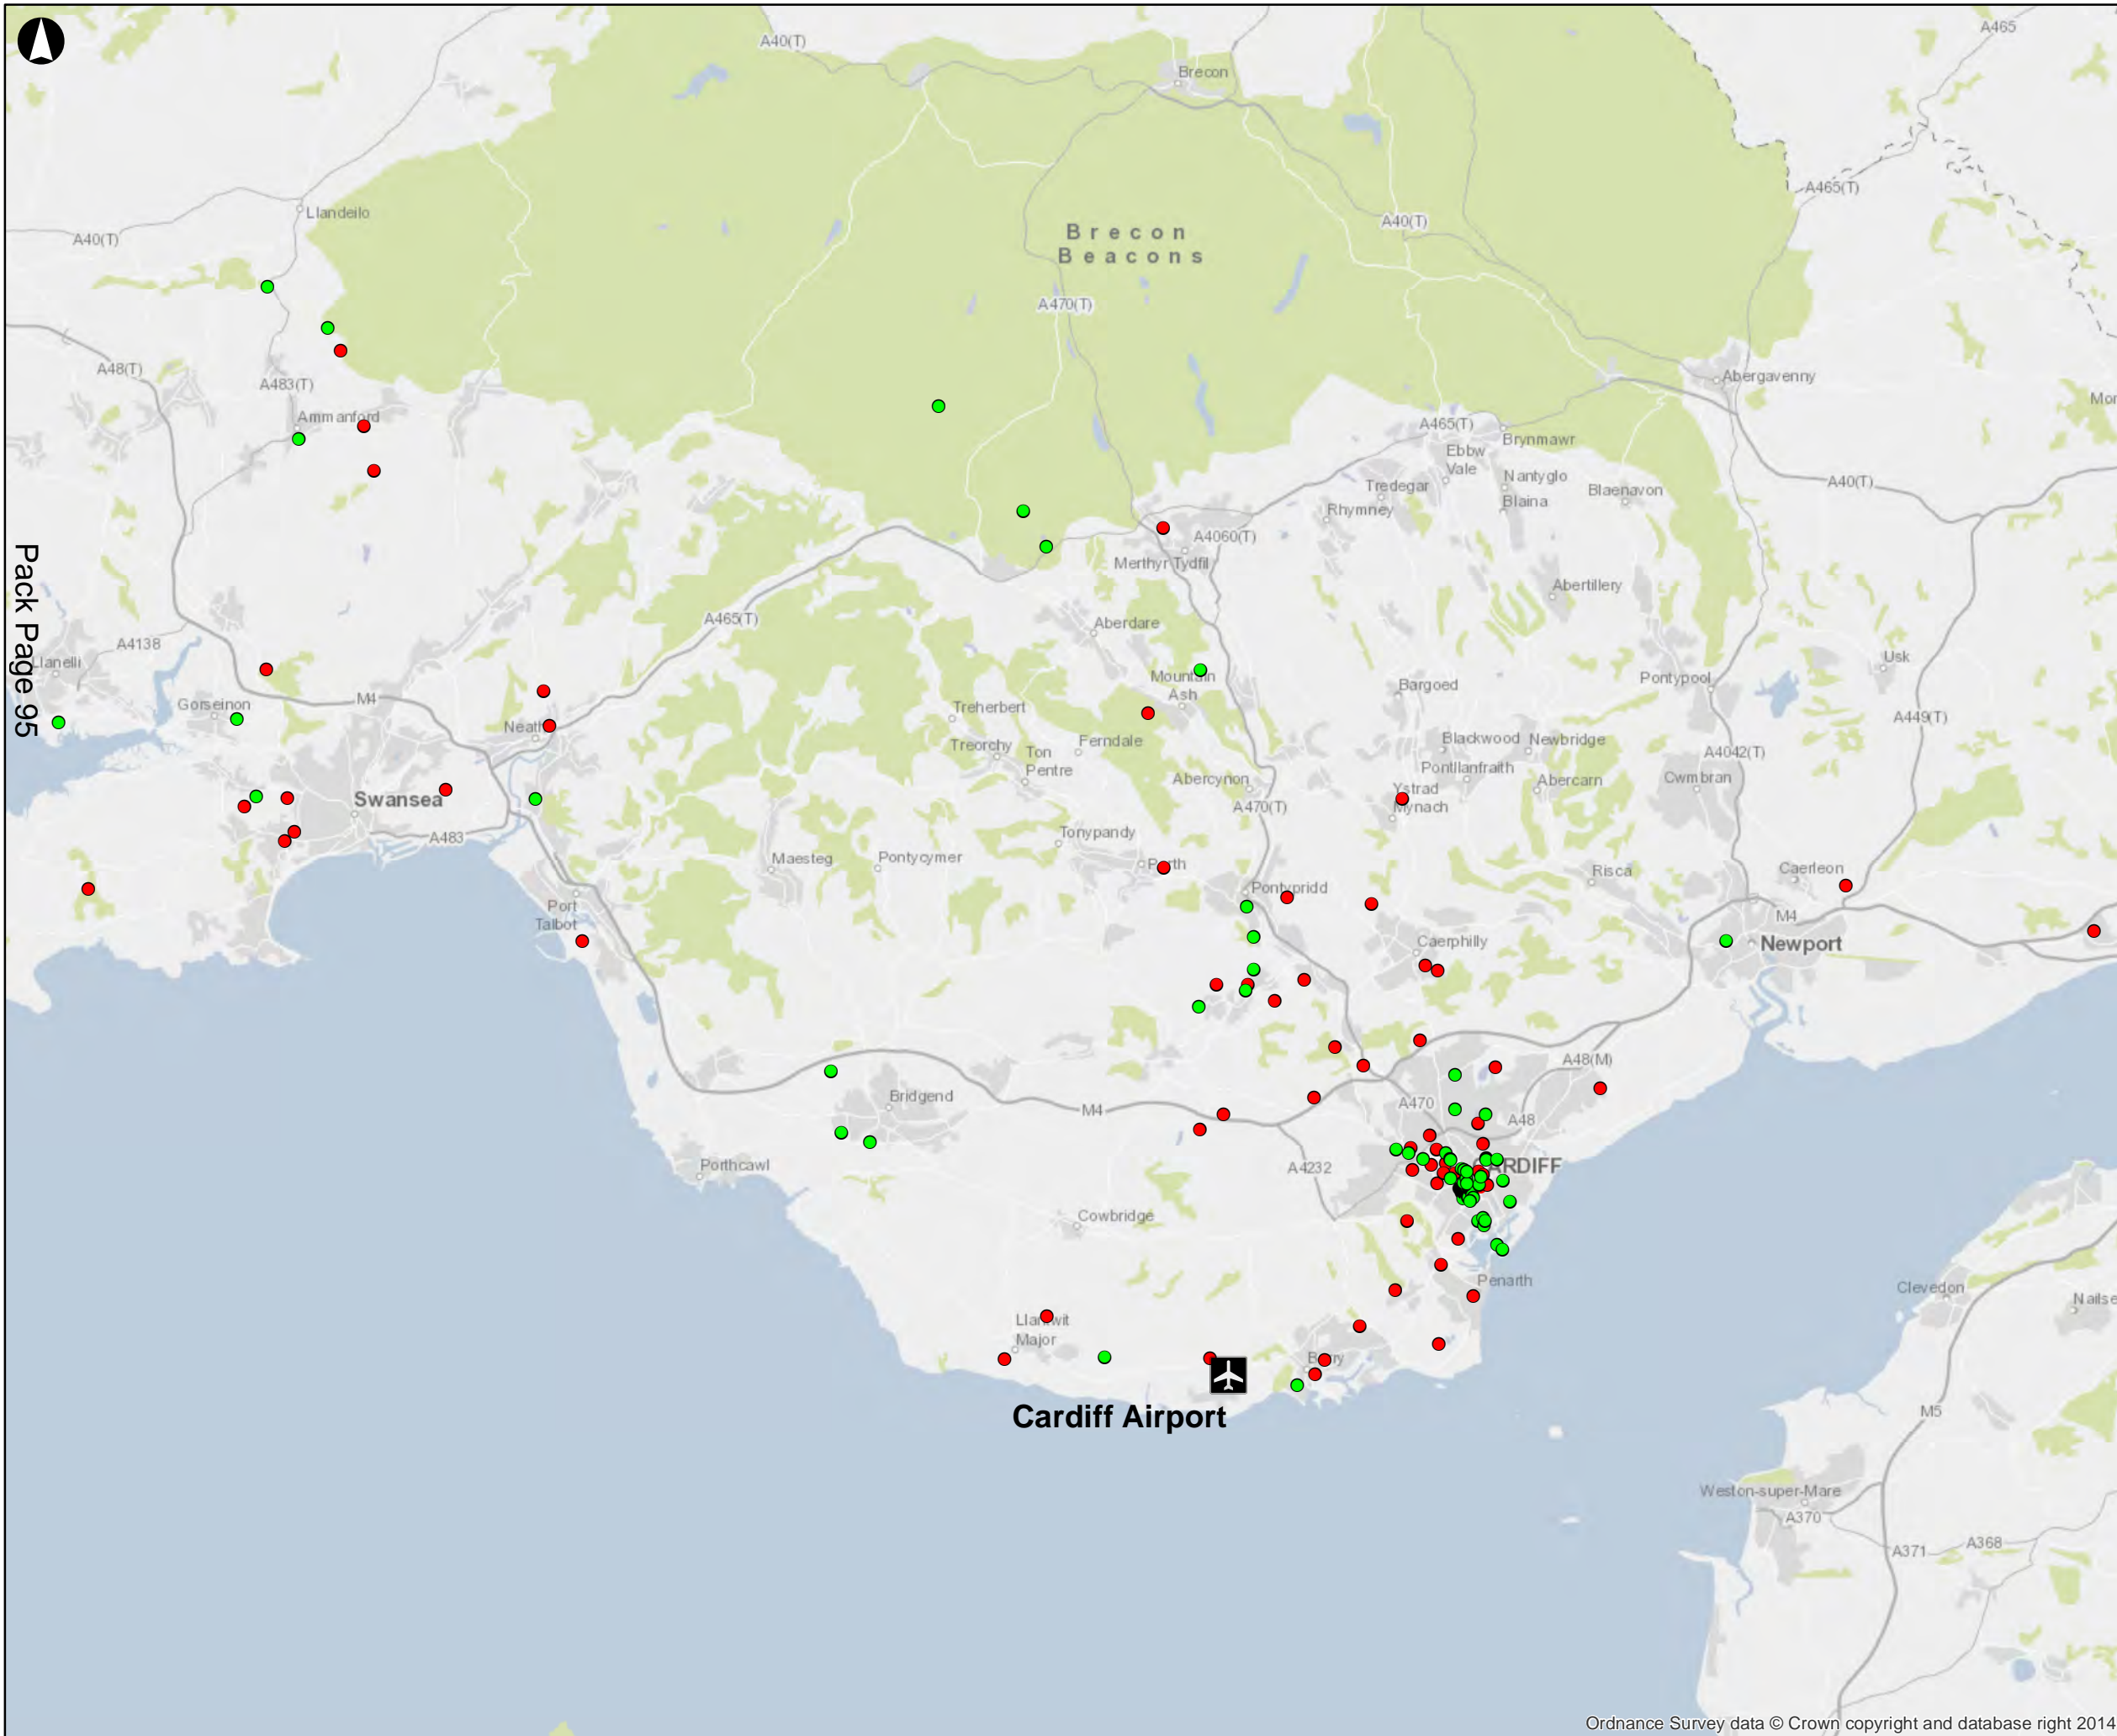 A40(T)
A465
Brecon
A465(T)
Llandeilo
A40(T)
A40(T)
Brecon
Beacons
A470(T)
A48(T)
A483(T)
Abergavenny
Ammanford
A465(T)
Brynmawr
Ebbw
Vale
Nantyglo
Tredegar
Blaenavon
A40(T)
Blaina
Rhymney
A4060(T)
Merthyr Tydfil
Pack Page 95
Abertillery
A465(T)
Aberdare
A4138
Llanelli
Usk
Mountain
Ash
Bargoed
Pontypool
M4
Gorseinon
Treherbert
A449(T)
Neath
Treorchy
Ton
Pentre
Ferndale
Blackwood
Newbridge
A4042(T)
Pontllanfraith
Abercynon
Abercarn
Cwmbran
Ystrad
Mynach
Swansea
A470(T)
A483
Tonypandy
Maesteg
Pontycymer
Porth
Risca
Caerleon
Pontypridd
Port
Talbot
M4
Caerphilly
Newport
A48(M)
Bridgend
M4
A470
A48
Porthcawl
A4232
CARDIFF
Cowbridge
Penarth
Clevedon
Llantwit
Major
Barry
Cardiff Airport
M5
Weston-super-Mare
A370
A371
A368
Ordnance Survey data © Crown copyright and database right 2014